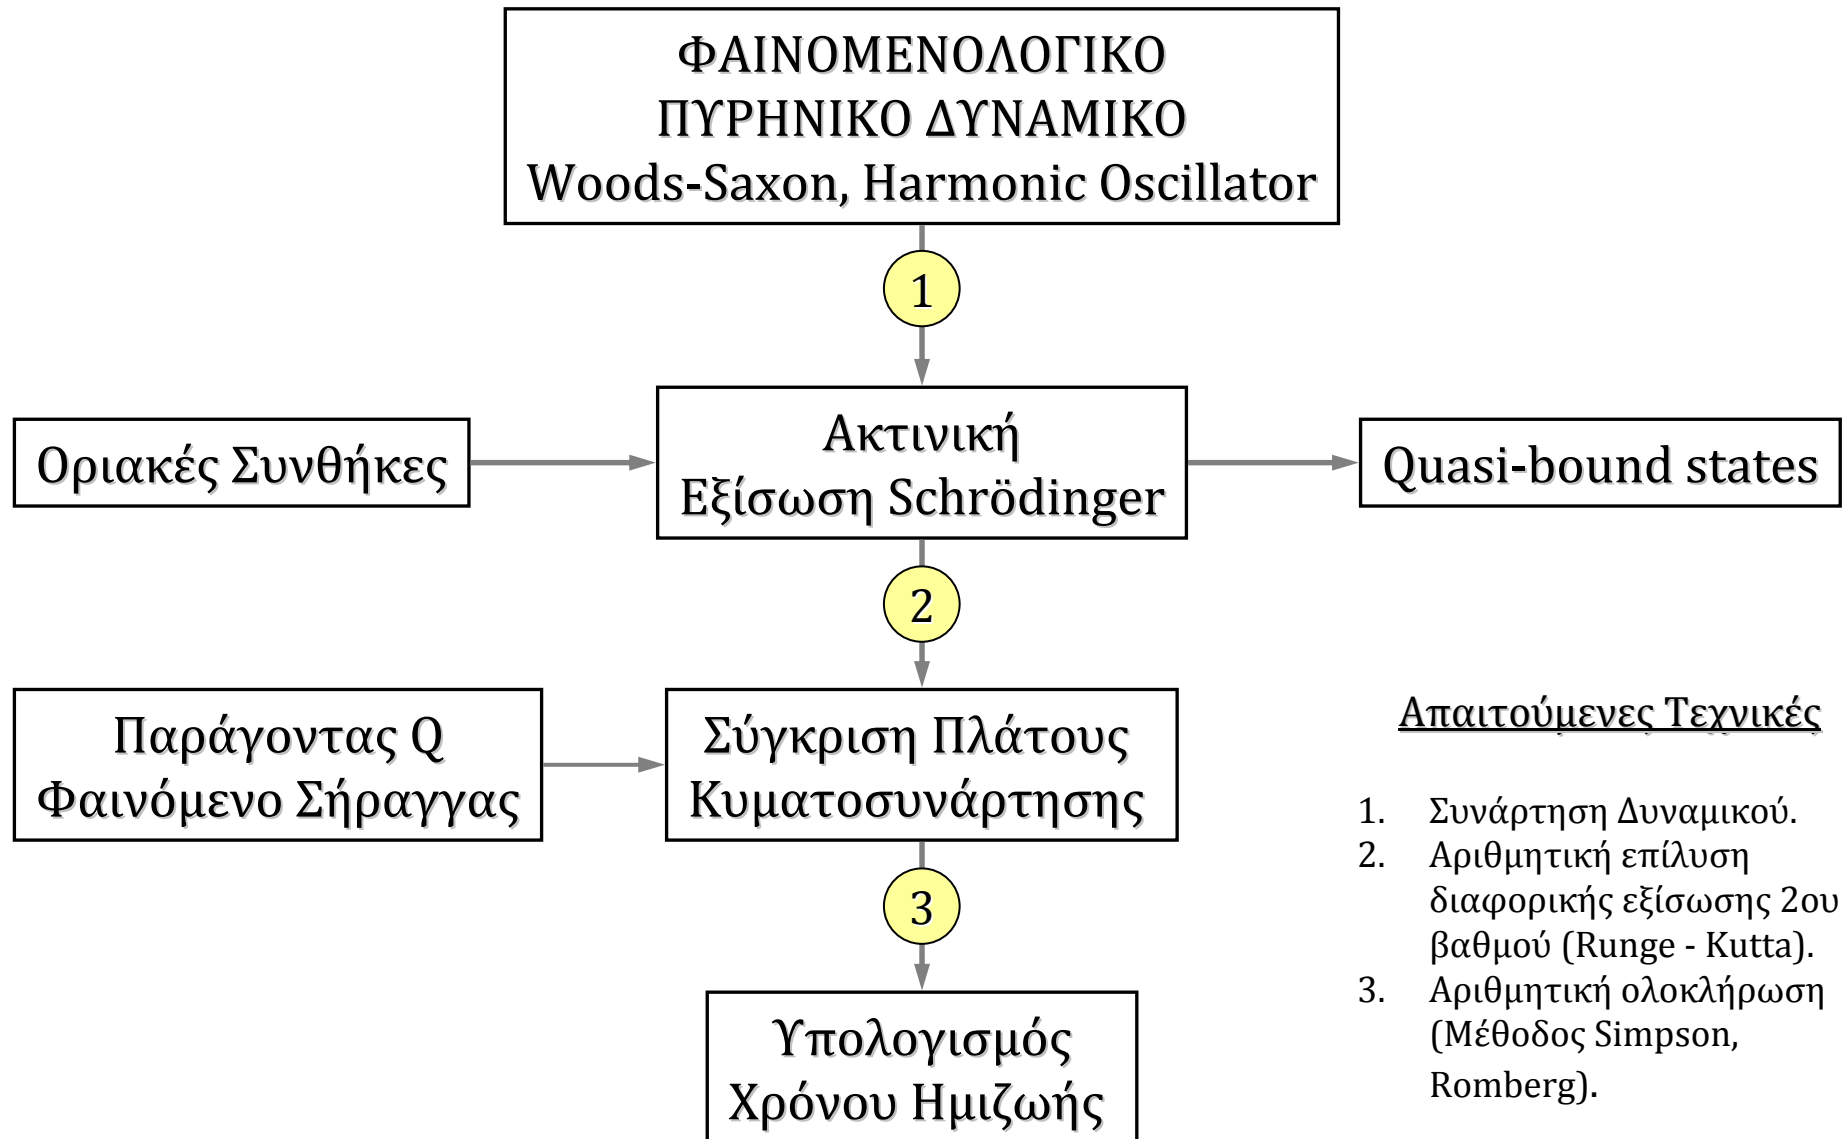 ΦΑΙΝΟΜΕΝΟΛΟΓΙΚΟ
ΠΥΡΗΝΙΚΟ ΔΥΝΑΜΙΚΟ
Woods-Saxon, Harmonic Oscillator
1
Οριακές Συνθήκες
Ακτινική
Εξίσωση Schrödinger
Quasi-bound states
2
Παράγοντας Q
Φαινόμενο Σήραγγας
Σύγκριση Πλάτους
Κυματοσυνάρτησης
3
Υπολογισμός
Χρόνου Ημιζωής
Απαιτούμενες Τεχνικές
1. Συνάρτηση Δυναμικού.
2. Αριθμητική επίλυση
διαφορικής εξίσωσης 2ου
βαθμού (Runge - Kutta).
3. Αριθμητική ολοκλήρωση
(Μέθοδος Simpson,
Romberg).